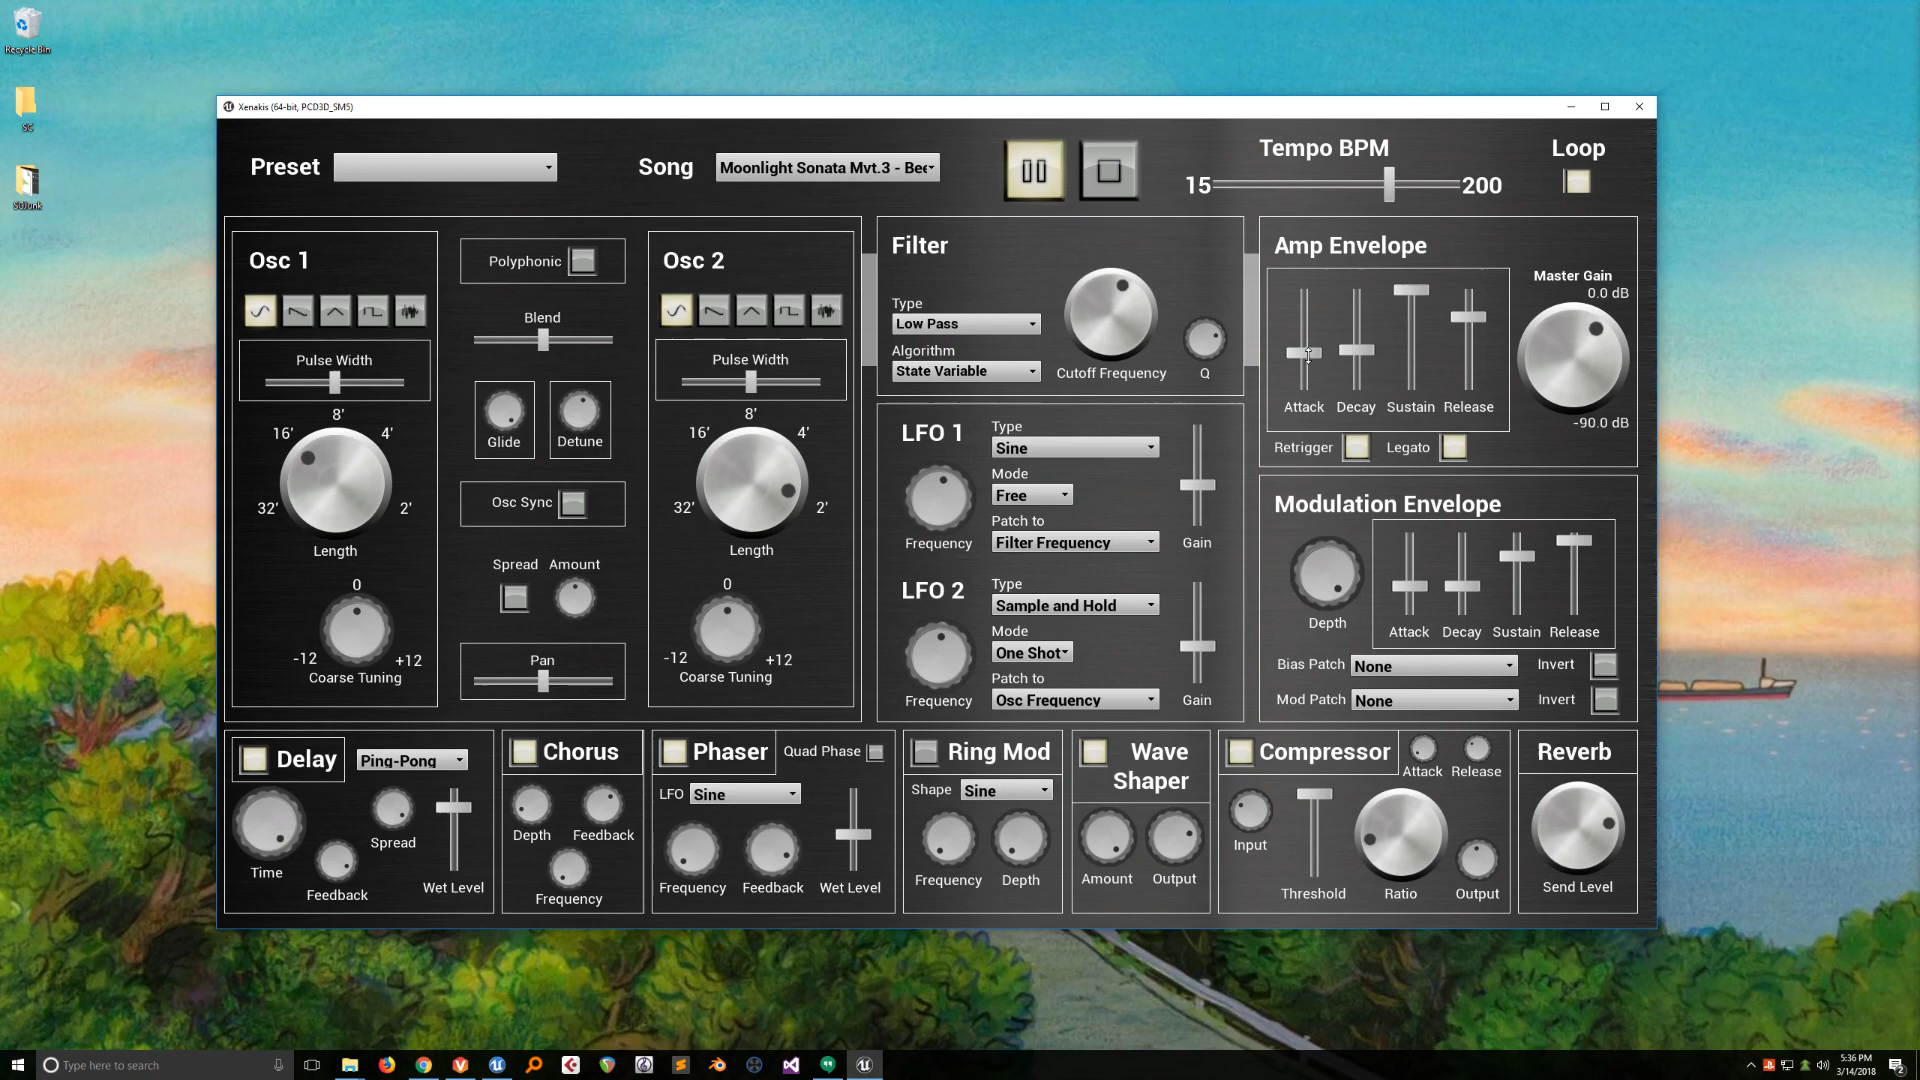 Recycle Bin
SC
SGJunk
Xenakis (64-bit, PCD3D_SM5)
Preset
Song
Moonlight Sonata Mvt.3 - Bee
Tempo BPM
15
200
Loop
Osc 1
Pulse Width
8'
16'
4'
32'
2'
Length
0
-12
+12
Coarse Tuning
Polyphonic
Blend
Glide
Detune
Osc Sync
Spread
Amount
Pan
Osc 2
Pulse Width
8'
16'
4'
32'
2'
Length
0
-12
+12
Coarse Tuning
Filter
Type
Low Pass
Algorithm
State Variable
Cutoff Frequency
Q
LFO 1
Type
Sine
Mode
Free
Patch to
Filter Frequency
Frequency
Gain
LFO 2
Type
Sample and Hold
Mode
One Shot
Patch to
Osc Frequency
Frequency
Gain
Amp Envelope
Attack
Decay
Sustain
Release
Retrigger
Legato
Master Gain
0.0 dB
-90.0 dB
Modulation Envelope
Depth
Attack
Decay
Sustain
Release
Bias Patch
None
Invert
Mod Patch
None
Invert
Delay
Ping-Pong
Time
Feedback
Spread
Wet Level
Chorus
Depth
Feedback
Frequency
Phaser
Quad Phase
LFO
Sine
Frequency
Feedback
Wet Level
Ring Mod
Shape
Sine
Frequency
Depth
Wave
Shaper
Amount
Output
Compressor
Attack
Release
Input
Threshold
Ratio
Output
Reverb
Send Level
Type here to search
5:36 PM
3/14/2018
2